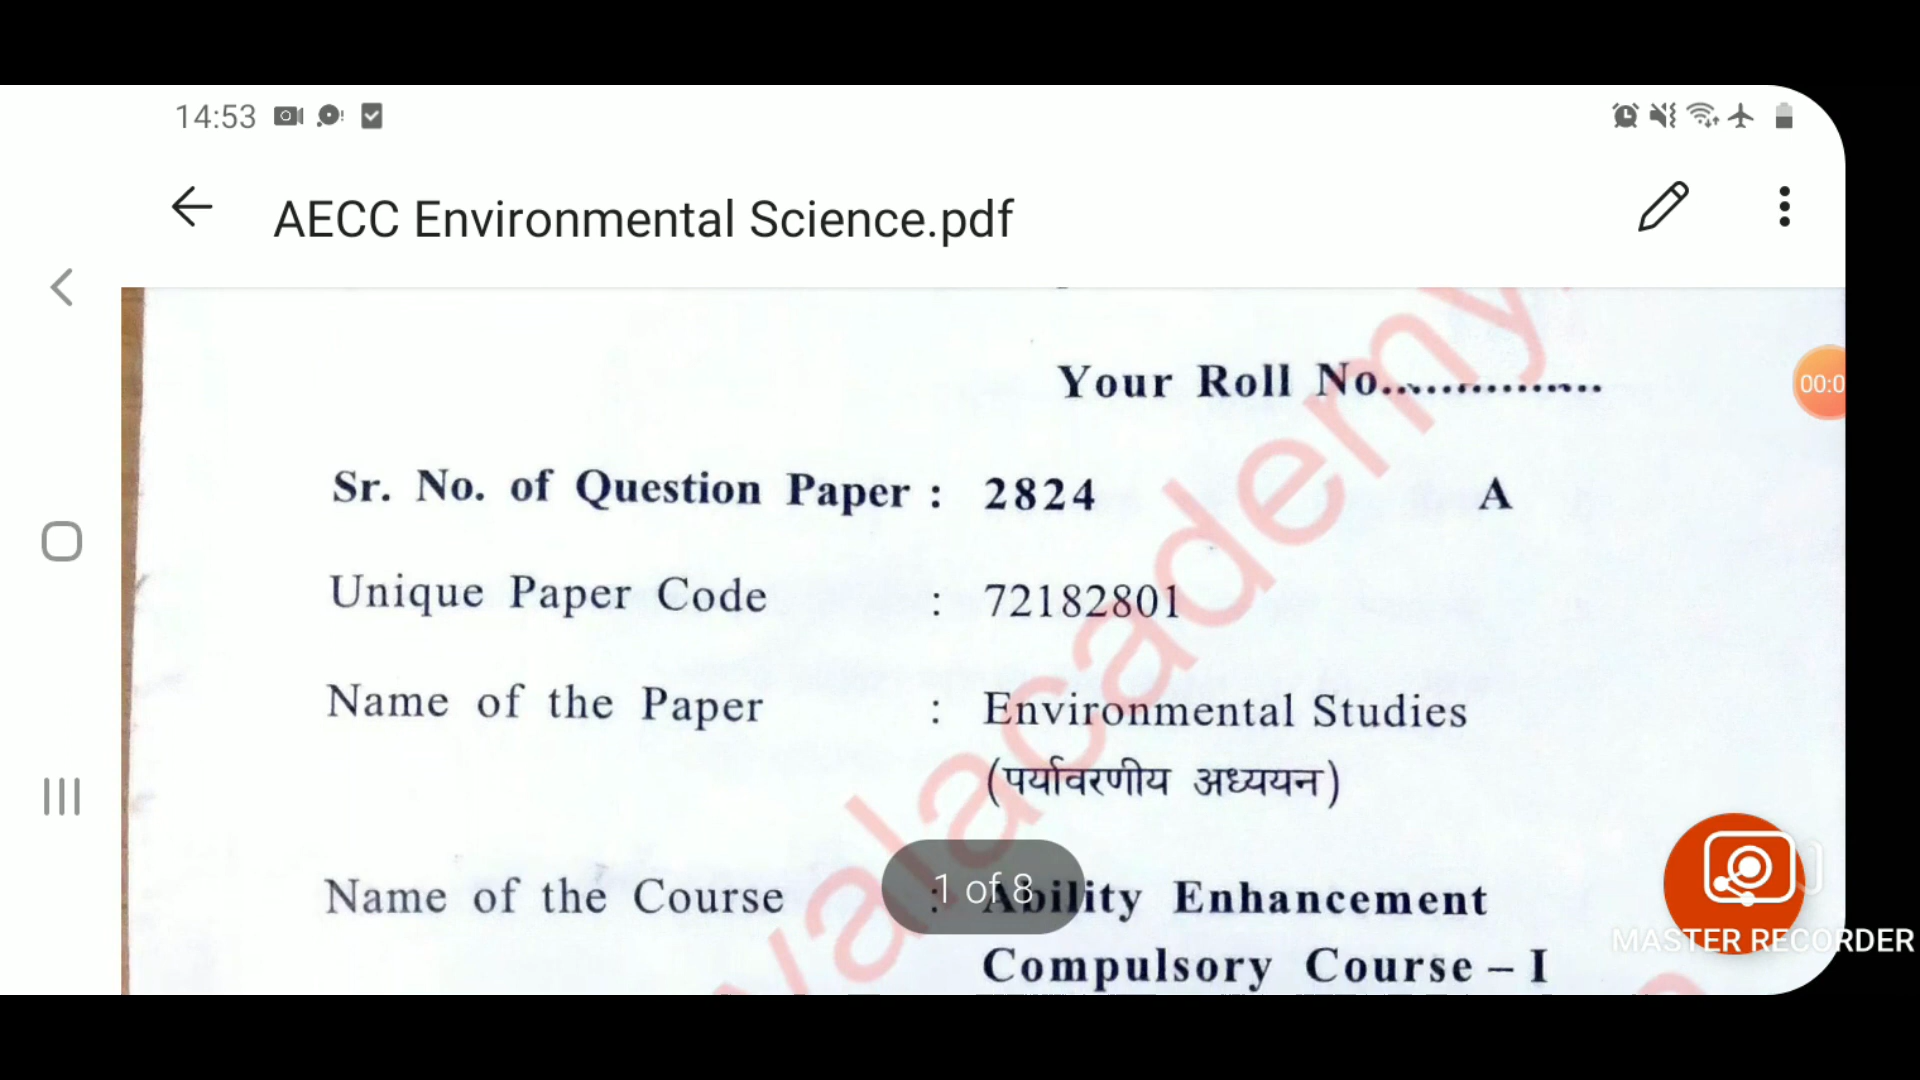 14:53
AECC Environmental Science.pdf
Your Roll No...............
00:0
Sr. No. of Question Paper : 2824 A
Unique Paper Code : 72182801
Name of the Paper : Environmental Studies
(पर्यावरणीय अध्ययन)
Name of the Course : Ability Enhancement
Compulsory Course – I
1 of 8
valacademy
MASTER RECORDER